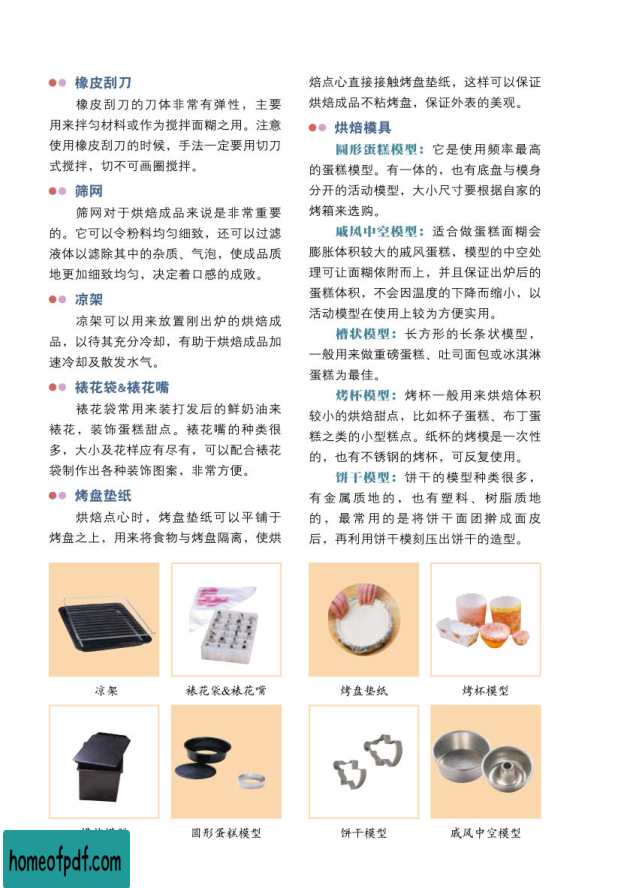 橡皮刮刀
橡皮刮刀的刀体非常有弹性，主要
用来拌匀材料或作为搅拌面糊之用。注意
使用橡皮刮刀的时候，手法一定要用切刀
式搅拌，切不可画圈搅拌。
筛网
筛网对于烘焙成品来说是非常重要
的。它可以令粉料均匀细致，还可以过滤
液体以滤除其中的杂质、气泡，使成品质
地更加细致均匀，决定着口感的成败。
凉架
凉架可以用来放置刚出炉的烘焙成
品，以待其充分冷却，有助于烘焙成品加
速冷却及散发水气。
裱花袋&裱花嘴
裱花袋常用来装打发后的鲜奶油来
裱花，装饰蛋糕甜点。裱花嘴的种类很
多，大小及花样应有尽有，可以配合裱花
袋制作出各种装饰图案，非常方便。
烤盘垫纸
烘焙点心时，烤盘垫纸可以平铺于
烤盘之上，用来将食物与烤盘隔离，使烘
焙点心直接接触烤盘垫纸，这样可以保证
烘焙成品不粘烤盘，保证外表的美观。
烘焙模具
圆形蛋糕模型：它是使用频率最高
的蛋糕模型。有一体的，也有底盘与模身
分开的活动模型，大小尺寸要根据自家的
烤箱来选购。
戚风中空模型：适合做蛋糕面糊会
膨胀体积较大的戚风蛋糕，模型的中空处
理可让面糊依附而上，并且保证出炉后的
蛋糕体积，不会因温度的下降而缩小，以
活动模型在使用上较为方便实用。
槽状模型：长方形的长条状模型，
一般用来做重磅蛋糕、吐司面包或冰淇淋
蛋糕为最佳。
烤杯模型：烤杯一般用来烘焙体积
较小的烘焙甜点，比如杯子蛋糕、布丁蛋
糕之类的小型糕点。纸杯的烤模是一次性
的，也有不锈钢的烤杯，可反复使用。
饼干模型：饼干的模型种类很多，
有金属质地的，也有塑料、树脂质地
的，最常用的是将饼干面团擀成面皮
后，再利用饼干模刻压出饼干的造型。
凉架
裱花袋&裱花嘴
烤盘垫纸
烤杯模型
圆形蛋糕模型
饼干模型
戚风中空模型
homeofpdf.com